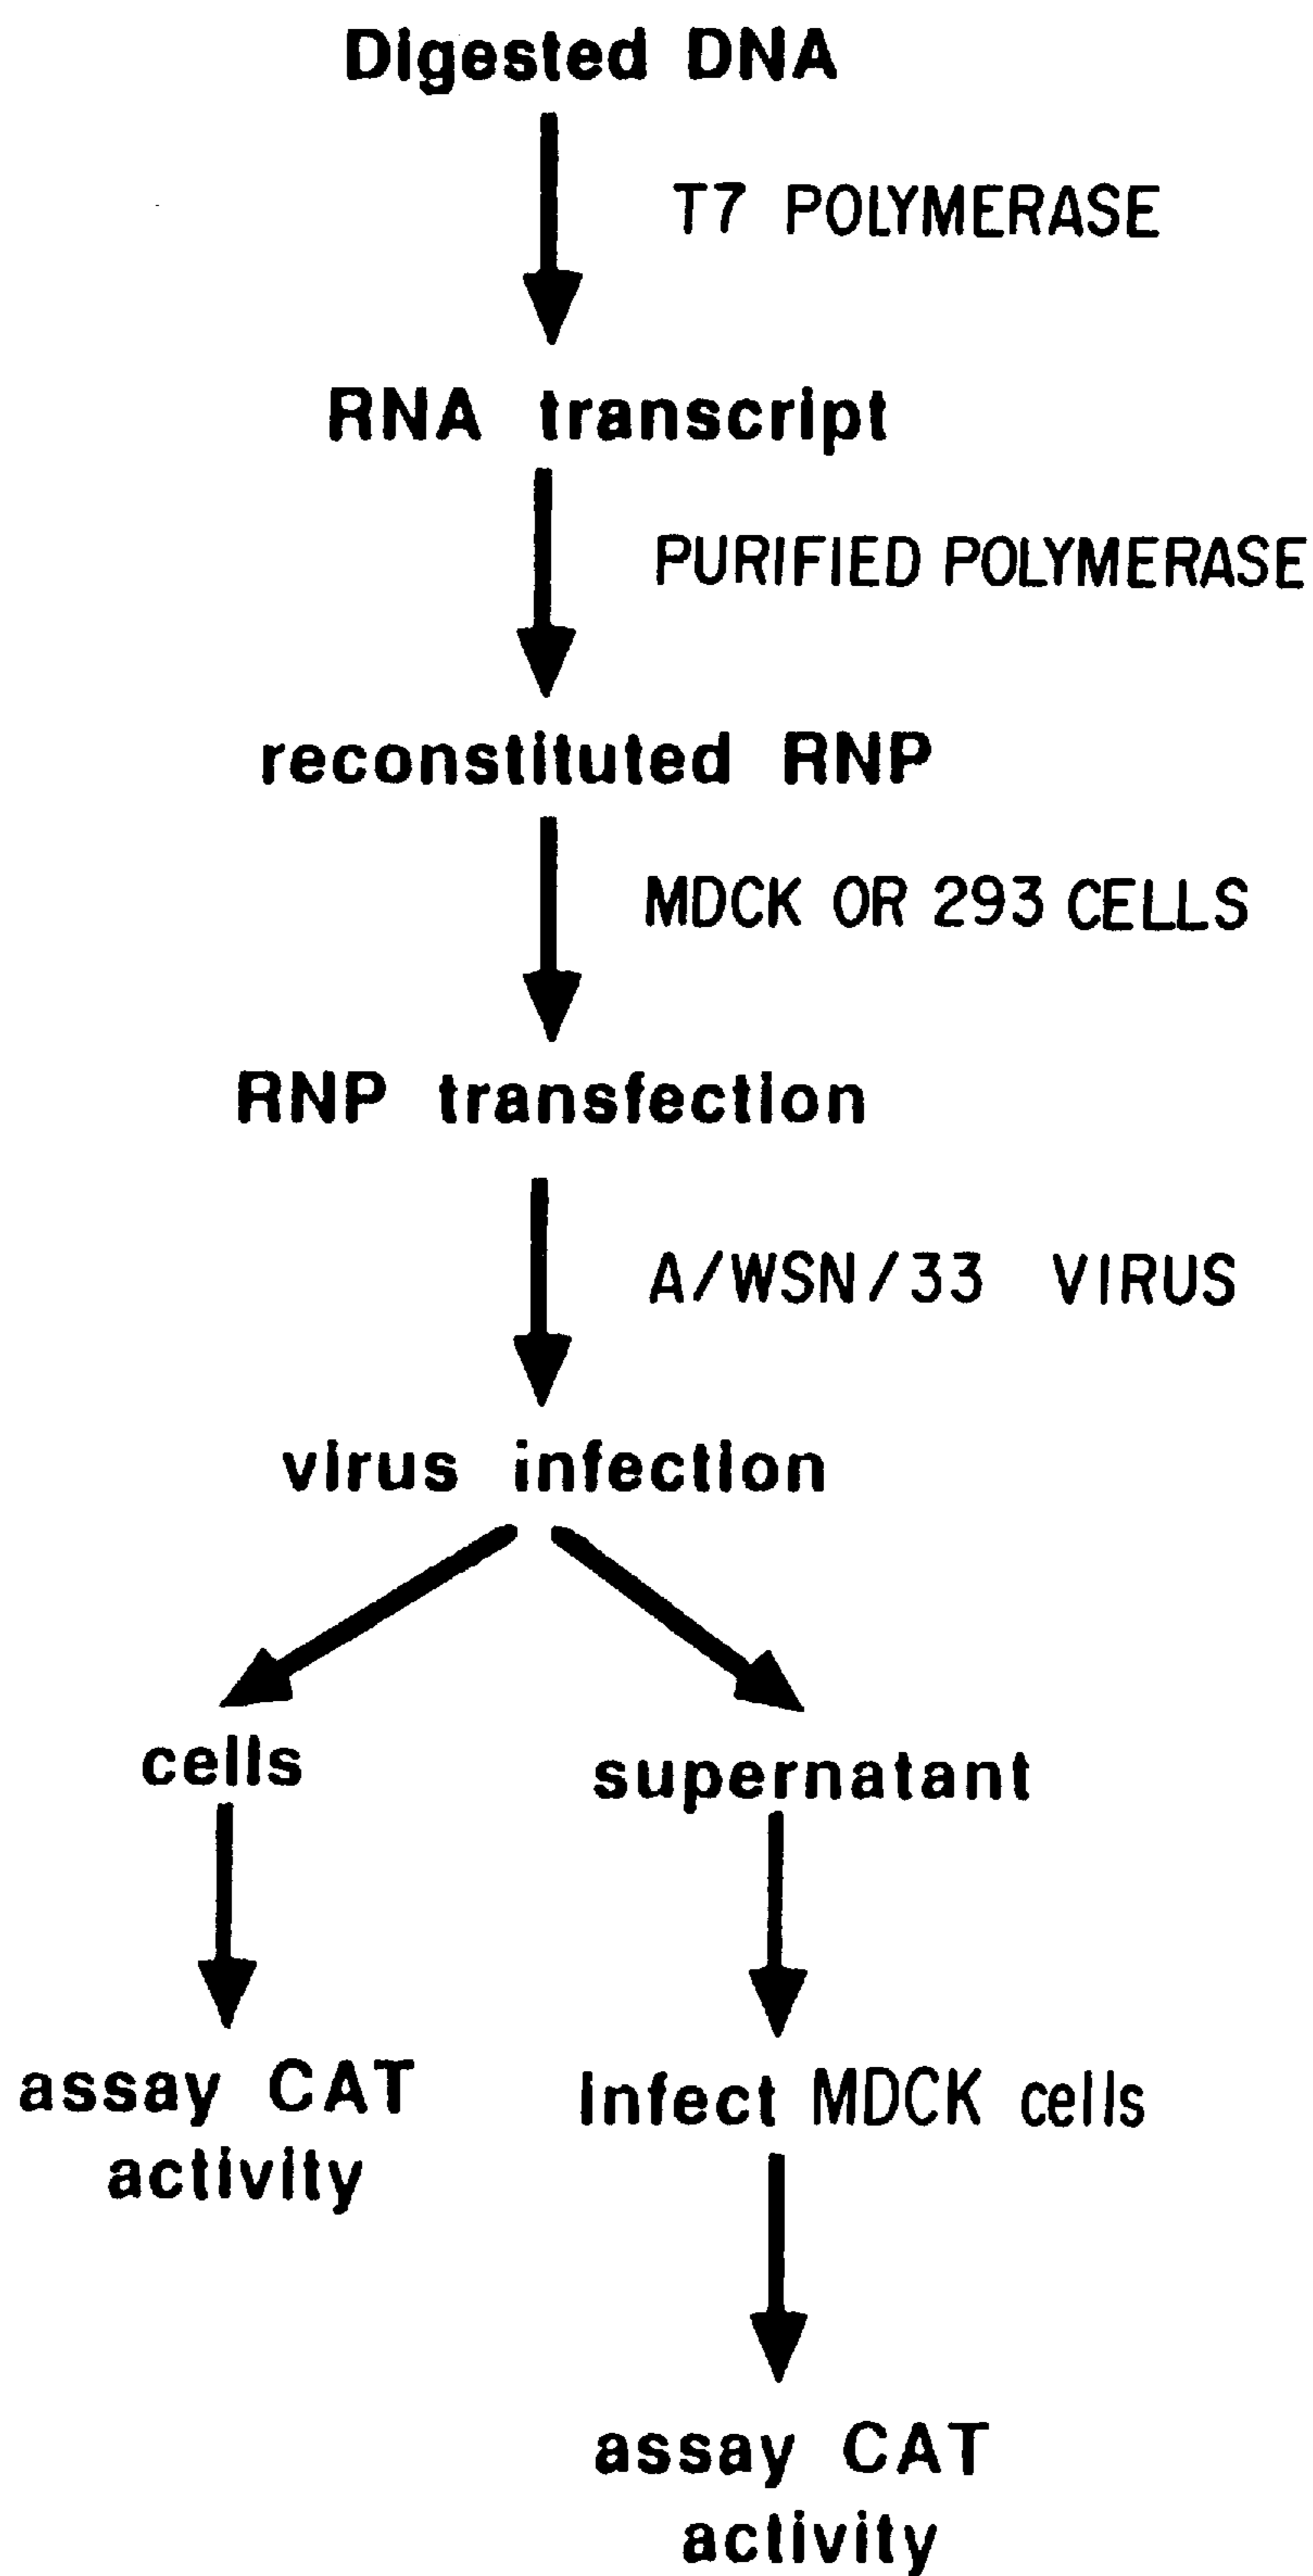 Digested DNA
T7 POLYMERASE
RNA transcript
PURIFIED POLYMERASE
reconstituted RNP
MDCK OR 293 CELLS
RNP transfection
A/WSN/33 VIRUS
virus infection
cells
supernatant
assay CAT
activity
Infect MDCK cells
assay CAT
activity